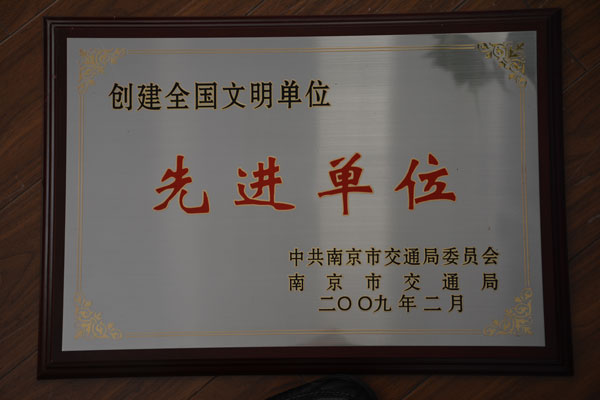 创建全国文明单位
先进单位
中共南京市交通局委员会
南京市交通局
二〇〇九年二月